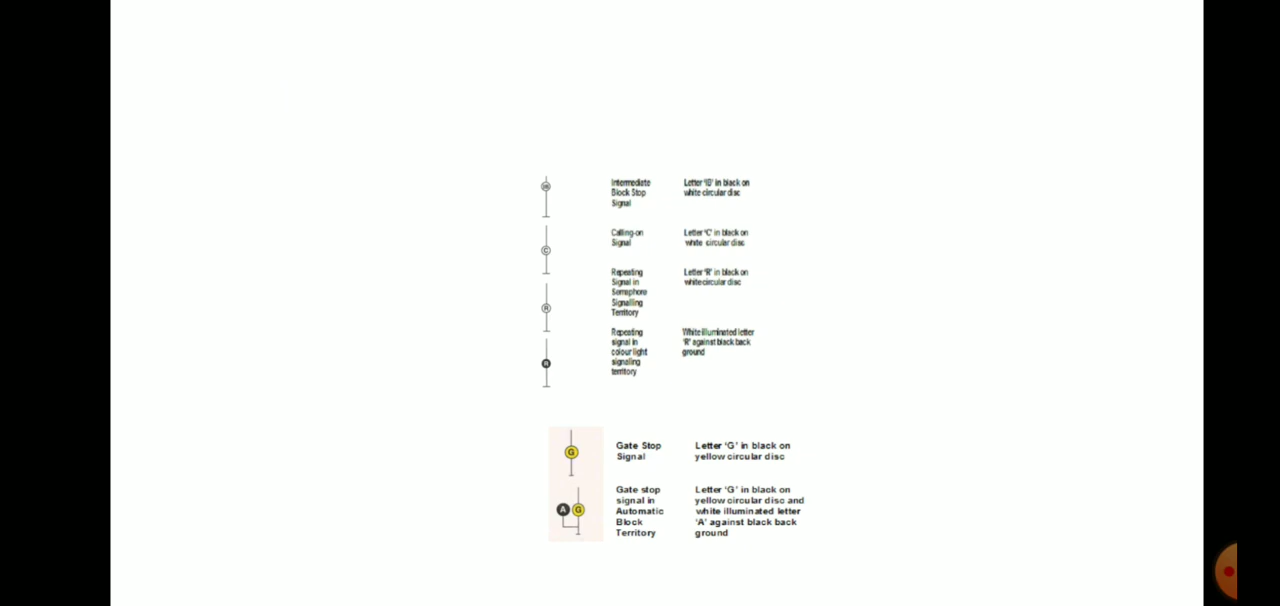 Intermediate
Block Stop
Signal
Letter 'IB' in black on
white circular disc
C
Calling-on
Signal
Letter 'C' in black on
white circular disc
R
Repeating
Signal in
Semaphore
Signalling
Territory
Letter 'R' in black on
white circular disc
R
Repeating
signal in
colour light
signaling
territory
White illuminated letter
'R' against black back
ground
G
Gate Stop
Signal
Letter 'G' in black on
yellow circular disc
A G
Gate stop
signal in
Automatic
Block
Territory
Letter 'G' in black on
yellow circular disc and
white illuminated letter
'A' against black back
ground